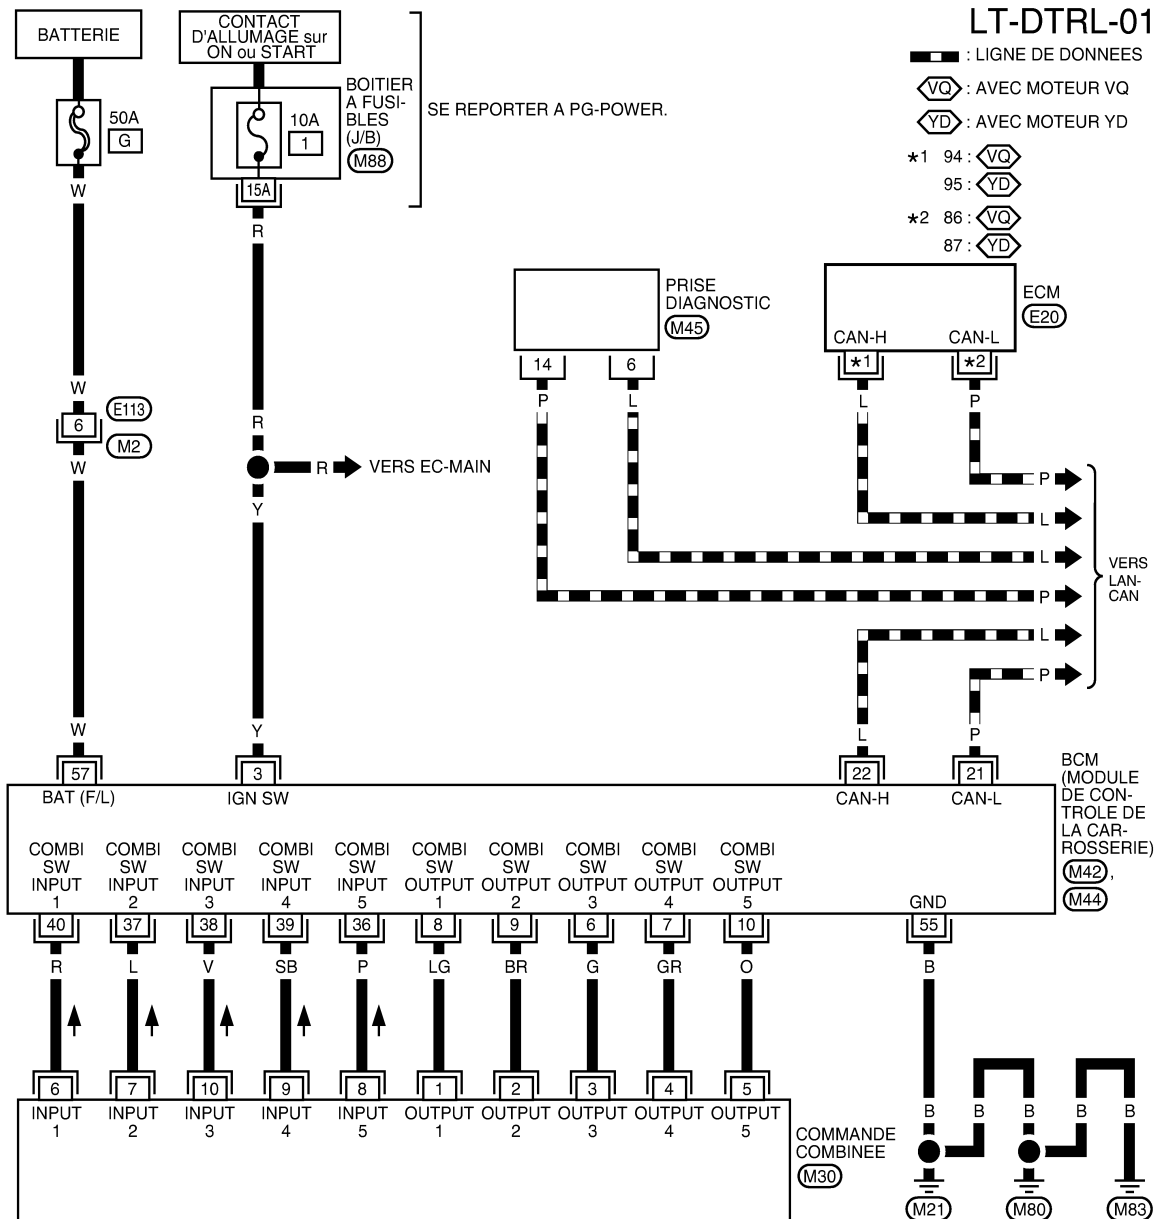 LT-DTRL-01
BATTERIE
CONTACT
D'ALLUMAGE sur
ON ou START
: LIGNE DE DONNEES
VQ : AVEC MOTEUR VQ
YD : AVEC MOTEUR YD
*1 94 : VQ
95 : YD
*2 86 : VQ
87 : YD
50A
G
10A
1
BOITIER
A FUSI-
BLES
(J/B)
M88
SE REPORTER A PG-POWER.
15A
W
R
PRISE
DIAGNOSTIC
M45
ECM
E20
CAN-H CAN-L
14 6 *1 *2
P L L P
W
E113
6
M2
W
R
R VERS EC-MAIN
Y
P
L
L
P
L
P
VERS
LAN-
CAN
W Y L P
57 3 22 21
BAT (F/L) IGN SW CAN-H CAN-L
BCM
(MODULE
DE CON-
TROLE DE
LA CAR-
ROSSERIE)
M42 ,
M44
COMBI COMBI COMBI COMBI COMBI COMBI COMBI COMBI COMBI COMBI
SW SW SW SW SW SW SW SW SW SW
INPUT INPUT INPUT INPUT INPUT OUTPUT OUTPUT OUTPUT OUTPUT OUTPUT
1 2 3 4 5 1 2 3 4 5 GND
40 37 38 39 36 8 9 6 7 10 55
R L V SB P LG BR G GR O B
6 7 10 9 8 1 2 3 4 5
INPUT INPUT INPUT INPUT INPUT OUTPUT OUTPUT OUTPUT OUTPUT OUTPUT
1 2 3 4 5 1 2 3 4 5
COMMANDE
COMBINEE
M30
B B B B B
M21 M80 M83